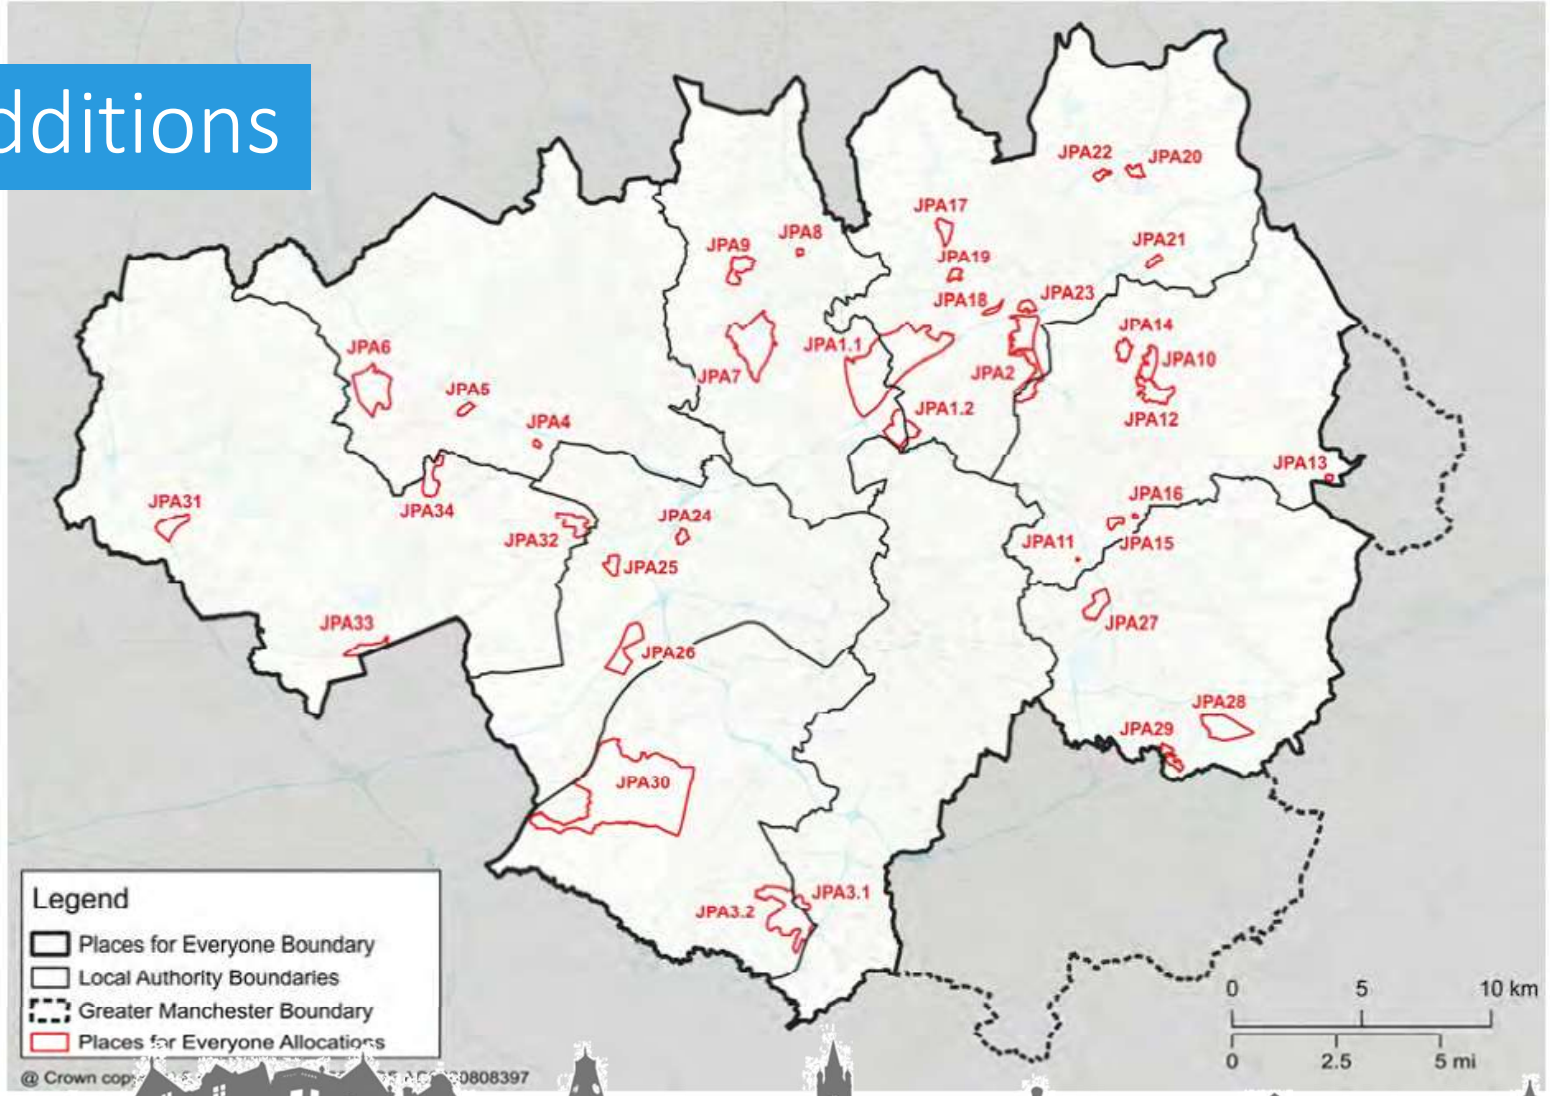 dditions
JPA22
JPA20
JPA17
JPA21
JPA9
JPA8
JPA19
JPA18
JPA23
JPA14
JPA6
JPA1.1
JPA10
JPA7
JPA2
JPA5
JPA1.2
JPA12
JPA4
JPA13
JPA31
JPA34
JPA16
JPA24
JPA32
JPA11
JPA15
JPA25
JPA33
JPA27
JPA26
JPA28
JPA29
JPA30
JPA3.1
JPA3.2
Legend
Places for Everyone Boundary
Local Authority Boundaries
Greater Manchester Boundary
Places for Everyone Allocations
0 5 10 km
0 2.5 5 mi
@ Crown
0808397